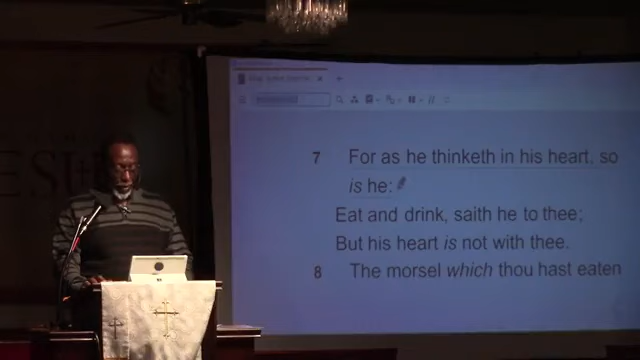 7 For as he thinketh in his heart, so
is he:
Eat and drink, saith he to thee;
But his heart is not with thee.
8 The morsel which thou hast eaten